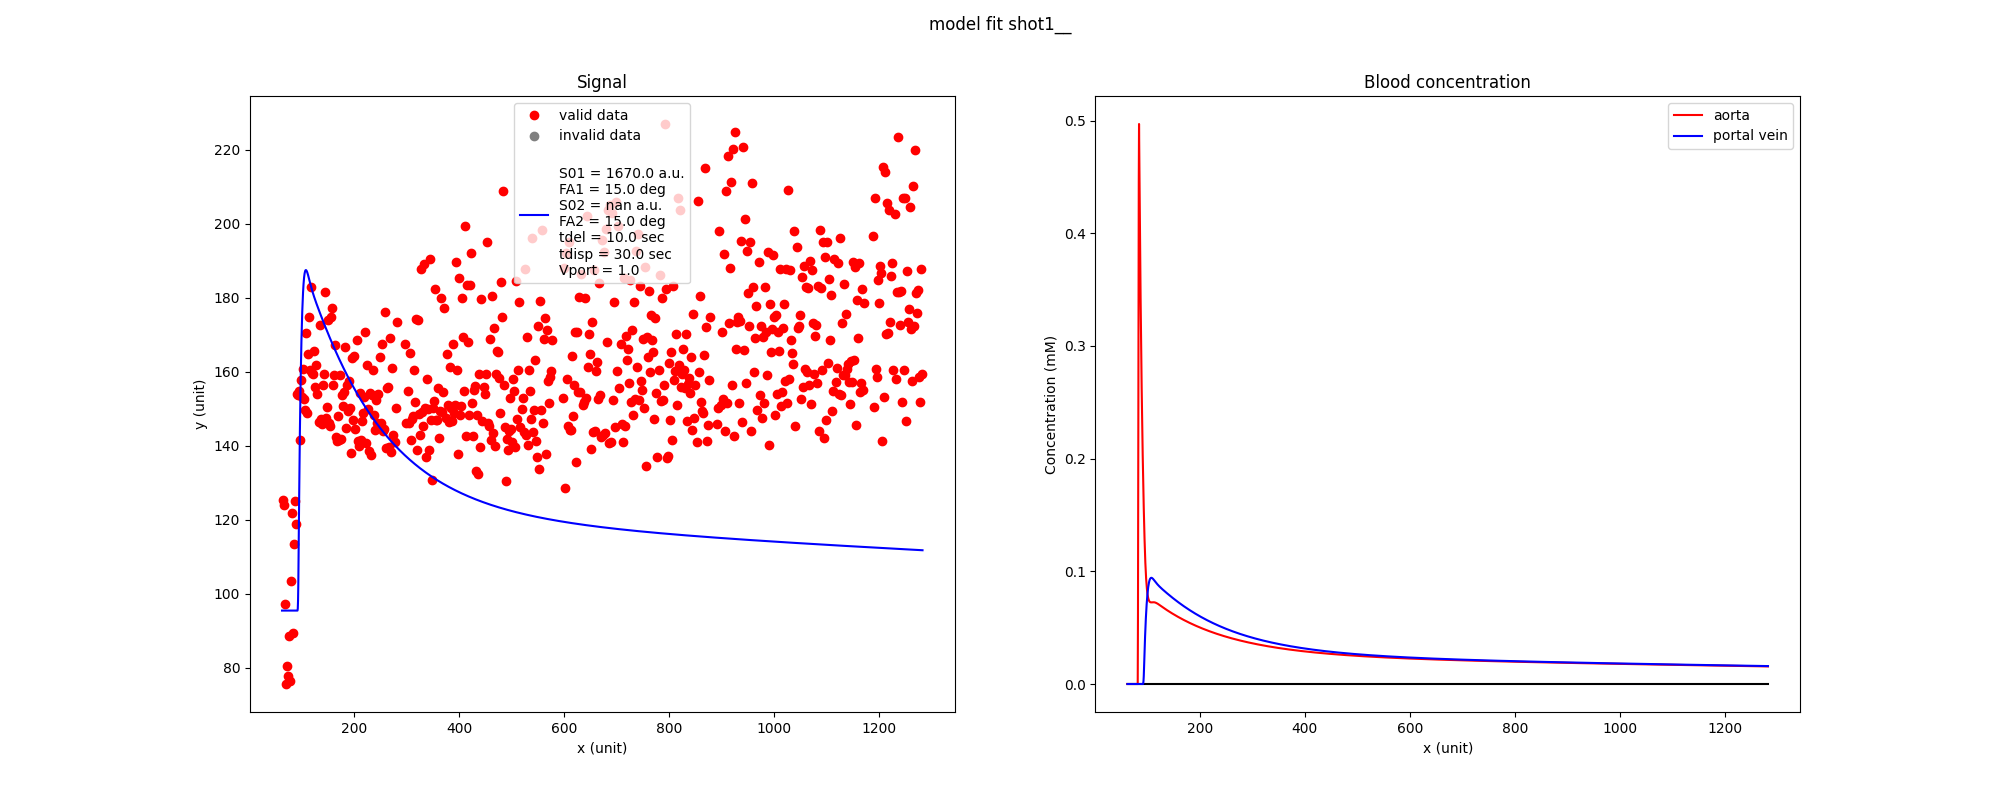 model fit shot1__
Signal
valid data
invalid data
S01 = 1670.0 a.u.
FA1 = 15.0 deg
S02 = nan a.u.
FA2 = 15.0 deg
tdel = 10.0 sec
tdisp = 30.0 sec
Vport = 1.0
y (unit)
220
200
180
160
140
120
100
80
200
400
600
800
1000
1200
x (unit)
Blood concentration
aorta
portal vein
Concentration (mM)
0.5
0.4
0.3
0.2
0.1
0.0
200
400
600
800
1000
1200
x (unit)